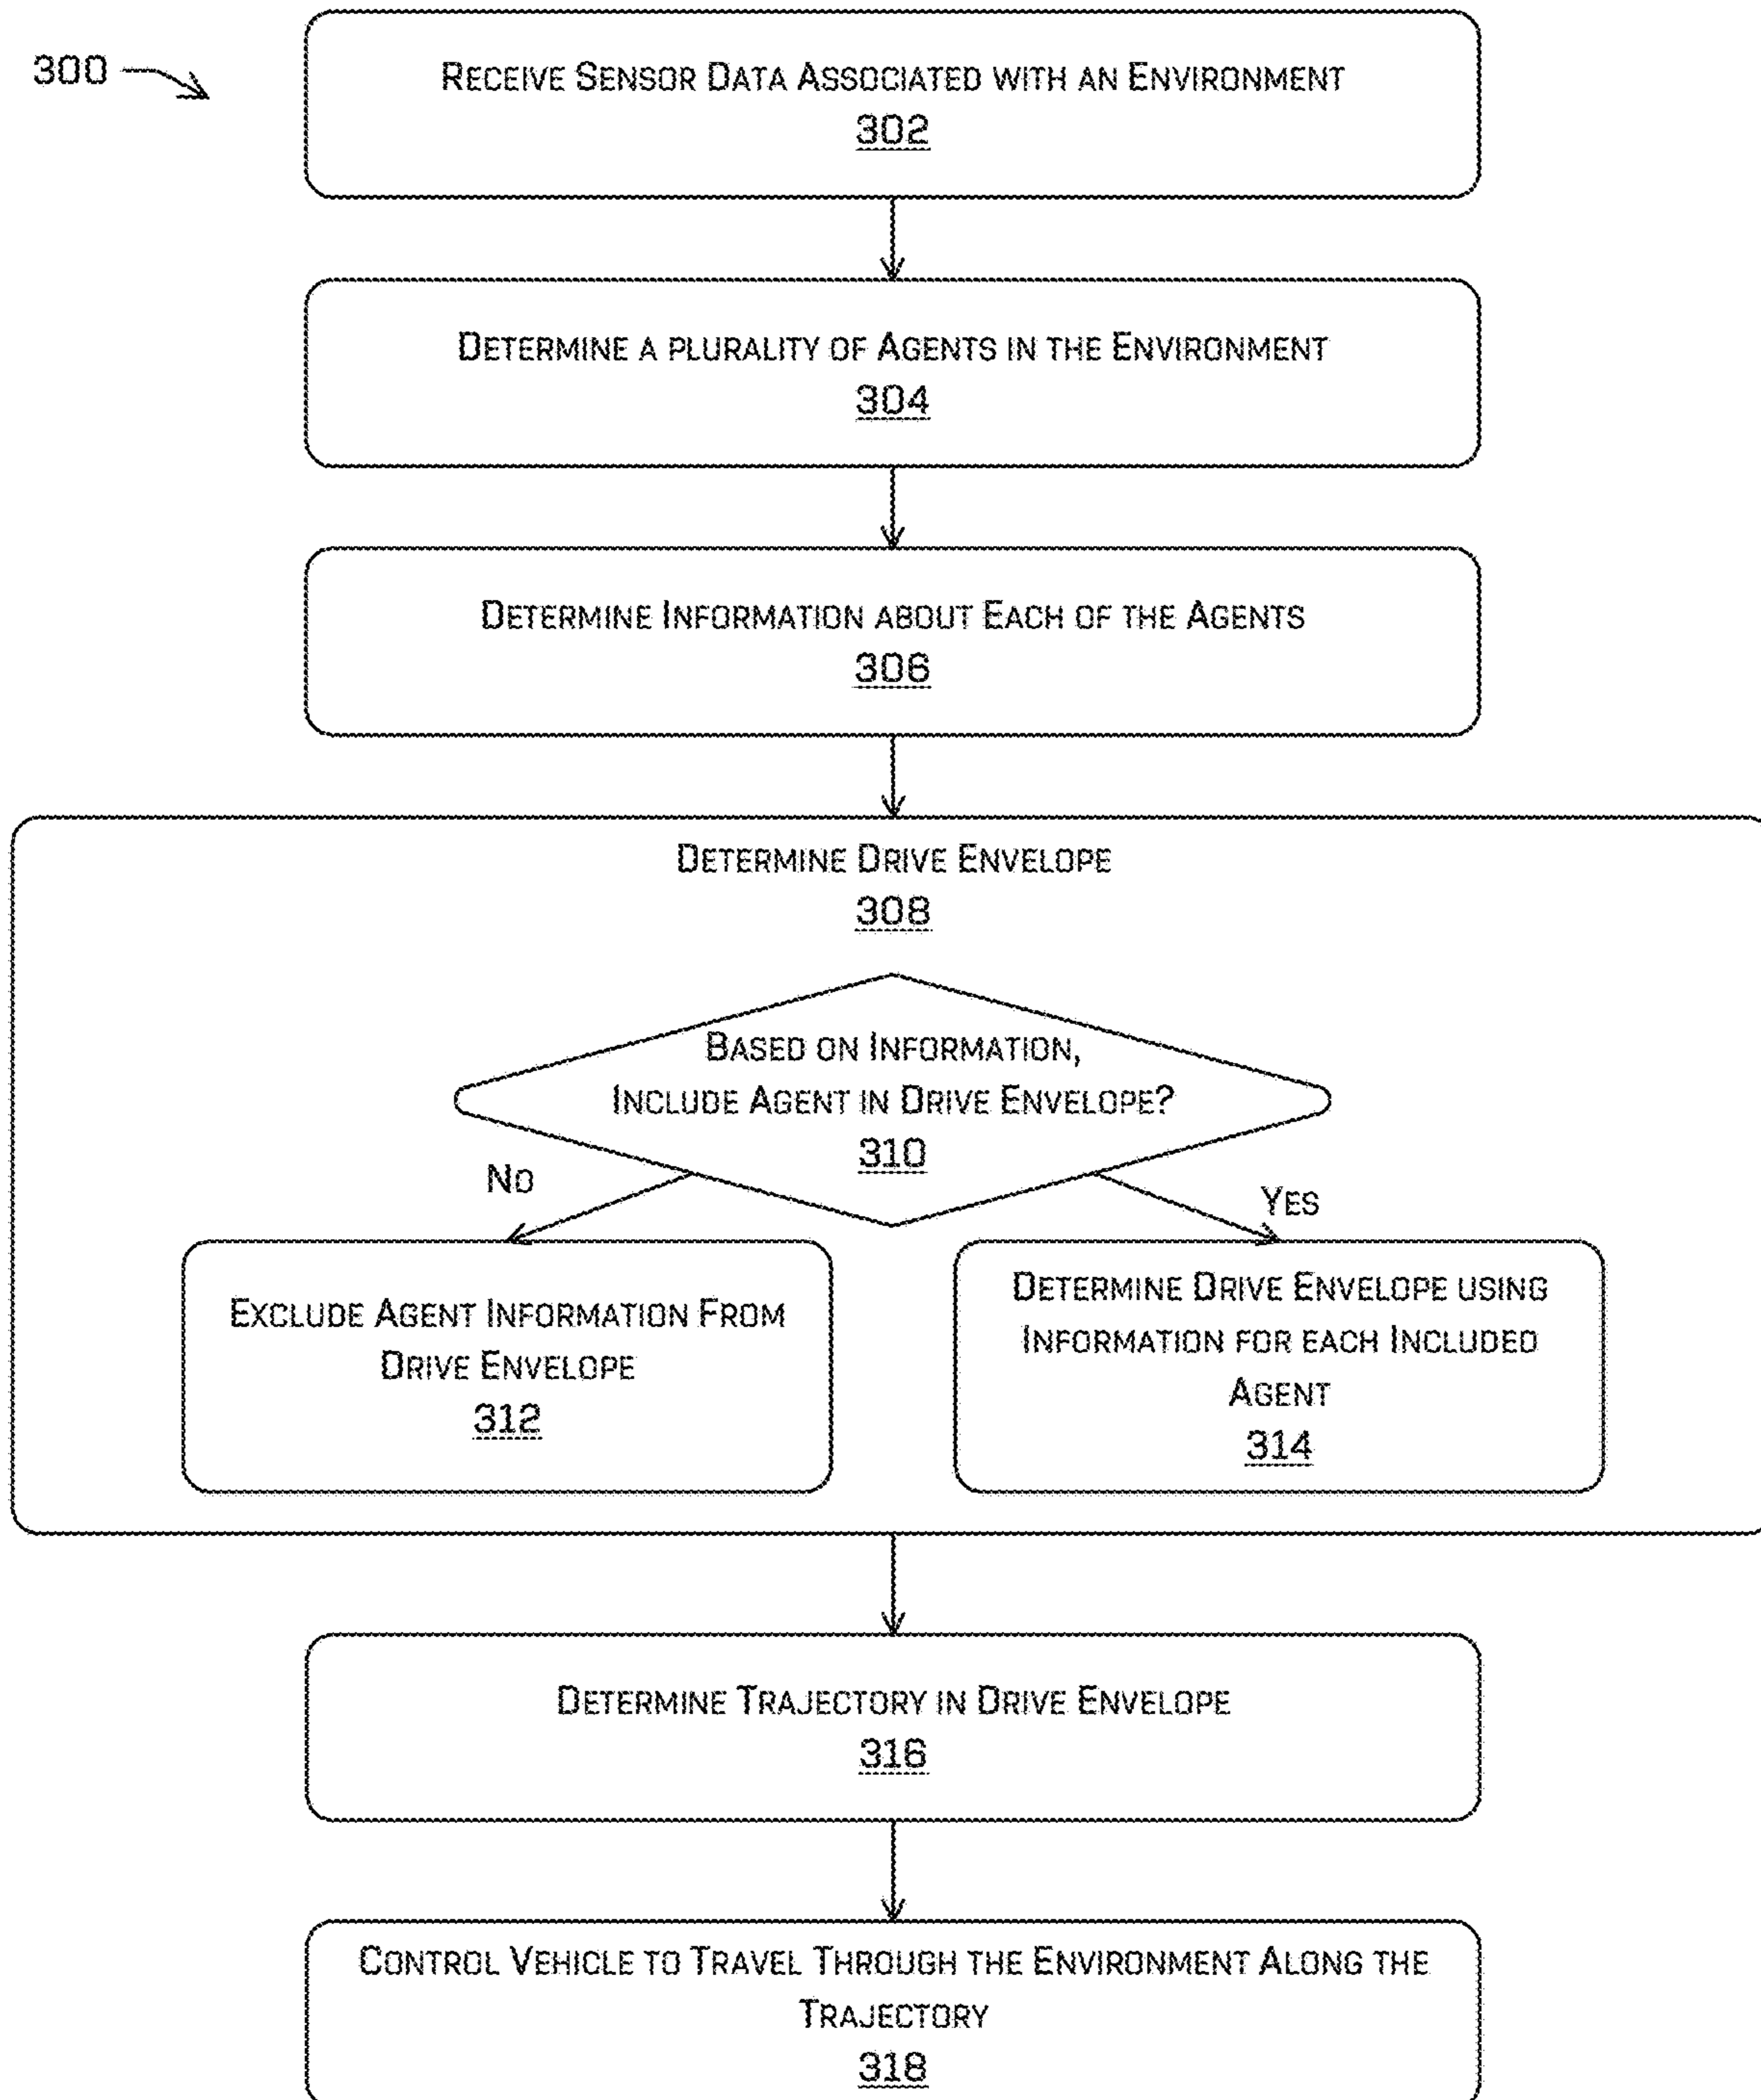 300
RECEIVE SENSOR DATA ASSOCIATED WITH AN ENVIRONMENT
302
DETERMINE A PLURALITY OF AGENTS IN THE ENVIRONMENT
304
DETERMINE INFORMATION ABOUT EACH OF THE AGENTS
306
DETERMINE DRIVE ENVELOPE
308
BASED ON INFORMATION,
INCLUDE AGENT IN DRIVE ENVELOPE?
310
NO
YES
EXCLUDE AGENT INFORMATION FROM
DRIVE ENVELOPE
312
DETERMINE DRIVE ENVELOPE USING
INFORMATION FOR EACH INCLUDED
AGENT
314
DETERMINE TRAJECTORY IN DRIVE ENVELOPE
316
CONTROL VEHICLE TO TRAVEL THROUGH THE ENVIRONMENT ALONG THE
TRAJECTORY
318